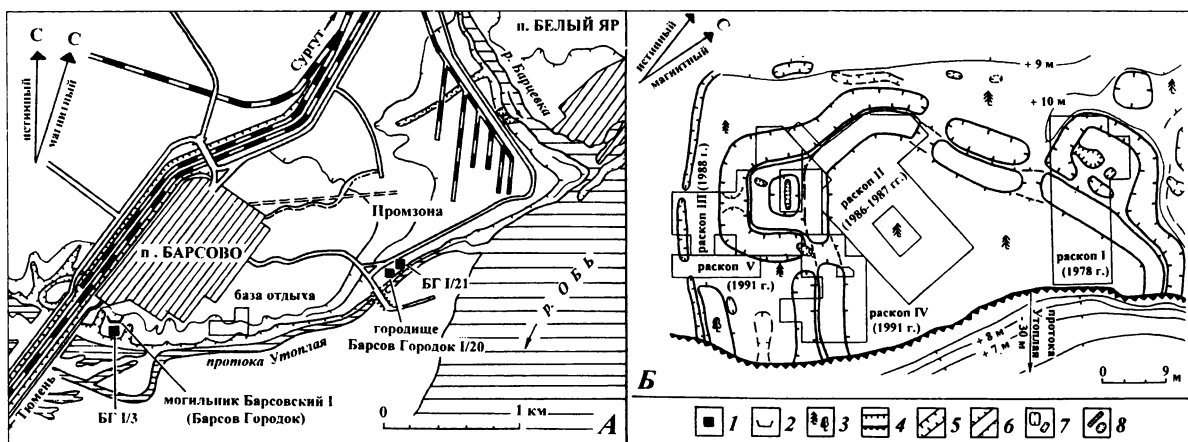 С С
истинный
магнитный
Сургут
п. БЕЛЫЙ ЯР
р. Барцевка
Промзона
п. БАРСОВО
БГ I/21
база отдыха
городище
Барсов Городок I/20
р. ОБЬ
протока Утоплая
Тюмень
БГ I/3
могильник Барсовский I
(Барсов Городок)
0 1 км
А
истинный
магнитный
С
+ 9 м
+ 10 м
раскоп III (1988 г.)
раскоп II
(1986-1987 гг.)
раскоп I
(1978 г.)
раскоп V
(1991 г.)
раскоп IV
(1991 г.)
+ 8 м
+ 7 м
-30 м
протока
Утоплая
0 9
м
Б
1 2 3 4 5 6 7 8